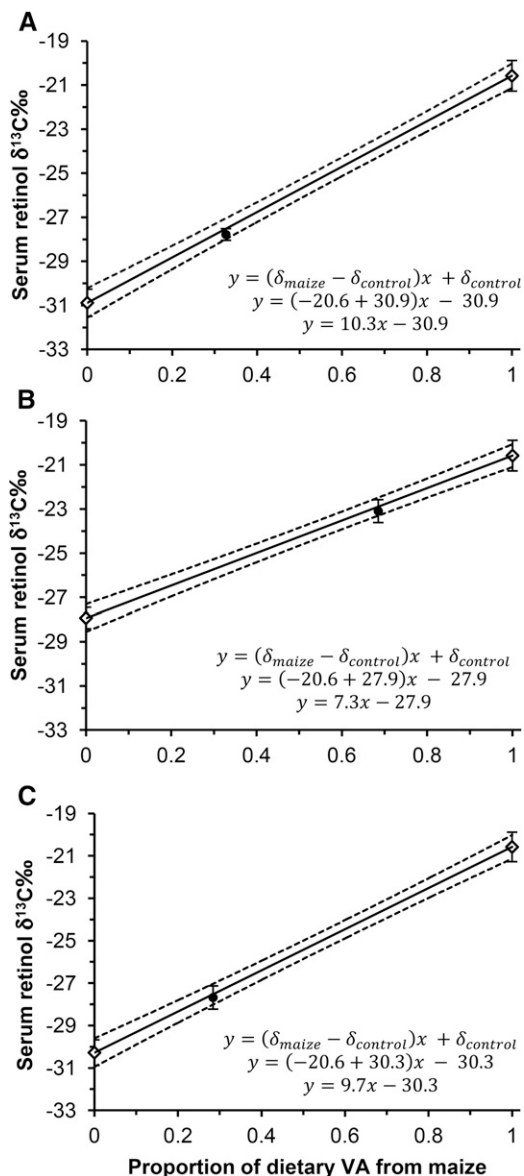 A
Serum retinol δ¹³C‰
-19
-21
-23
-25
-27
-29
-31
-33
y = (δmaize − δcontrol)x + δcontrol
y = (−20.6 + 30.9)x − 30.9
y = 10.3x − 30.9
0 0.2 0.4 0.6 0.8 1
B
Serum retinol δ¹³C‰
-19
-21
-23
-25
-27
-29
-31
-33
y = (δmaize − δcontrol)x + δcontrol
y = (−20.6 + 27.9)x − 27.9
y = 7.3x − 27.9
0 0.2 0.4 0.6 0.8 1
C
Serum retinol δ¹³C‰
-19
-21
-23
-25
-27
-29
-31
-33
y = (δmaize − δcontrol)x + δcontrol
y = (−20.6 + 30.3)x − 30.3
y = 9.7x − 30.3
0 0.2 0.4 0.6 0.8 1
Proportion of dietary VA from maize